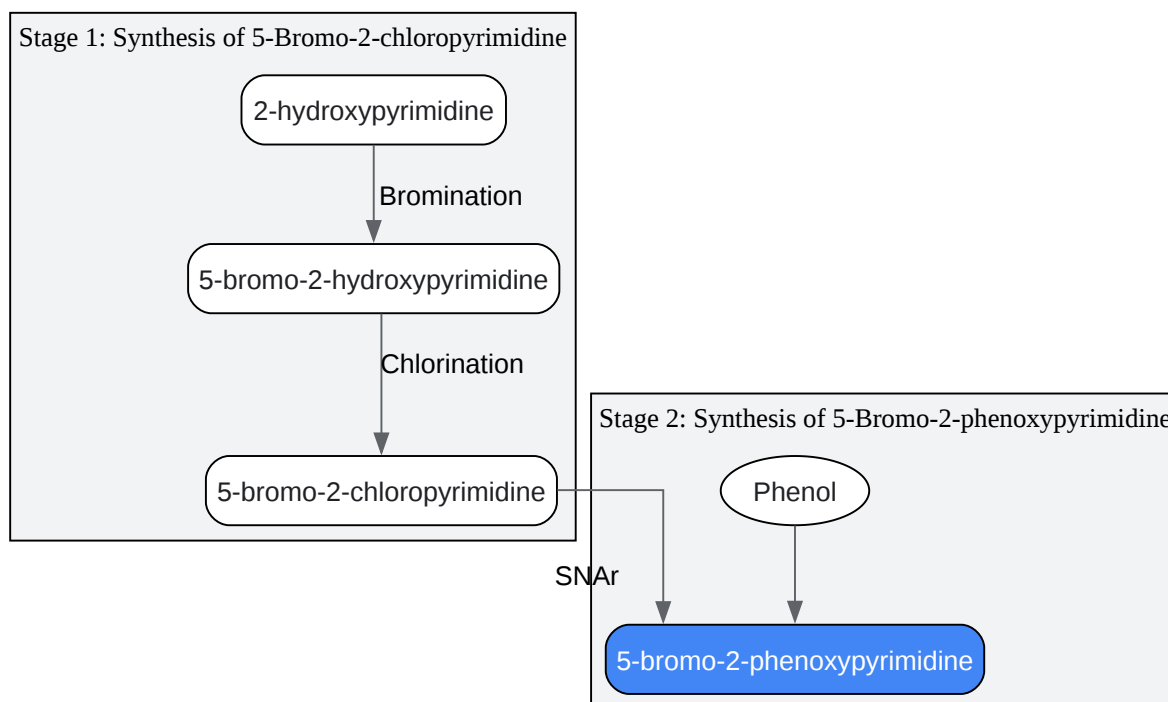 Stage 1: Synthesis of 5-Bromo-2-chloropyrimidine
2-hydroxypyrimidine
Bromination
5-bromo-2-hydroxypyrimidine
Chlorination
5-bromo-2-chloropyrimidine
Stage 2: Synthesis of 5-Bromo-2-phenoxypyrimidine
Phenol
SNAr
5-bromo-2-phenoxypyrimidine